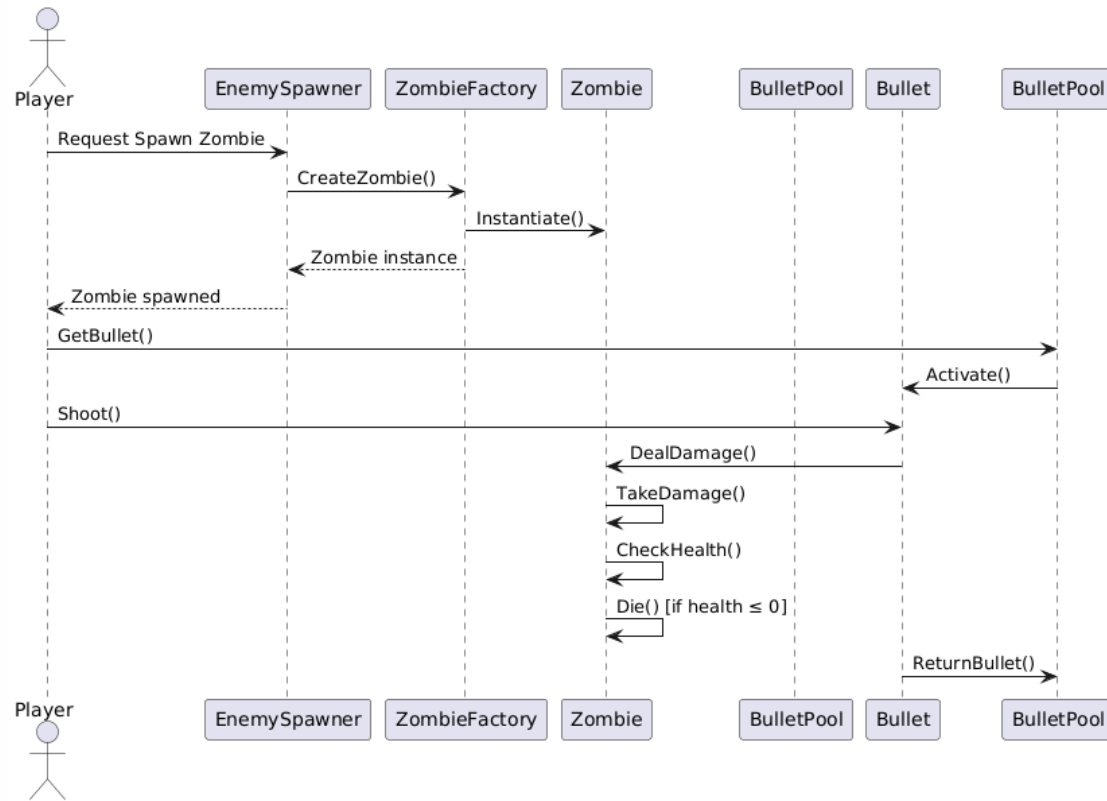 Player
EnemySpawner ZombieFactory Zombie BulletPool Bullet BulletPool
Request Spawn Zombie
CreateZombie()
Instantiate()
Zombie instance
Zombie spawned
GetBullet()
Activate()
Shoot()
DealDamage()
TakeDamage()
CheckHealth()
Die() [if health ≤ 0]
ReturnBullet()
Player
EnemySpawner ZombieFactory Zombie BulletPool Bullet BulletPool